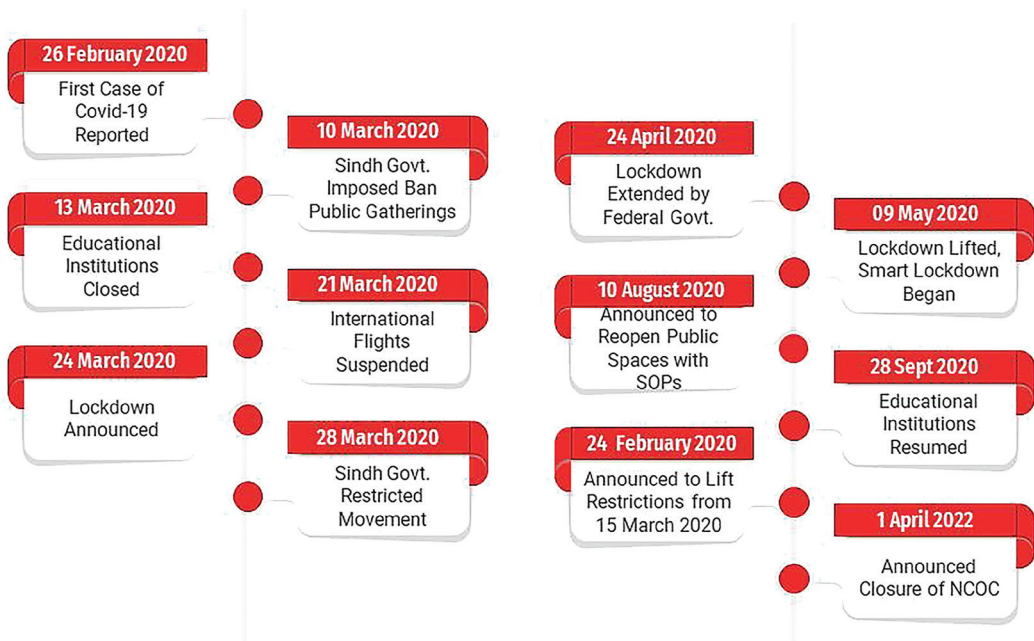 26 February 2020
First Case of
Covid-19
Reported
10 March 2020
Sindh Govt.
Imposed Ban
Public Gatherings
13 March 2020
Educational
Institutions
Closed
21 March 2020
International
Flights
Suspended
24 March 2020
Lockdown
Announced
28 March 2020
Sindh Govt.
Restricted
Movement
24 April 2020
Lockdown
Extended by
Federal Govt.
09 May 2020
Lockdown Lifted,
Smart Lockdown
Began
10 August 2020
Announced to
Reopen Public
Spaces with
SOPs
28 Sept 2020
Educational
Institutions
Resumed
24 February 2020
Announced to Lift
Restrictions from
15 March 2020
1 April 2022
Announced
Closure of NCOC